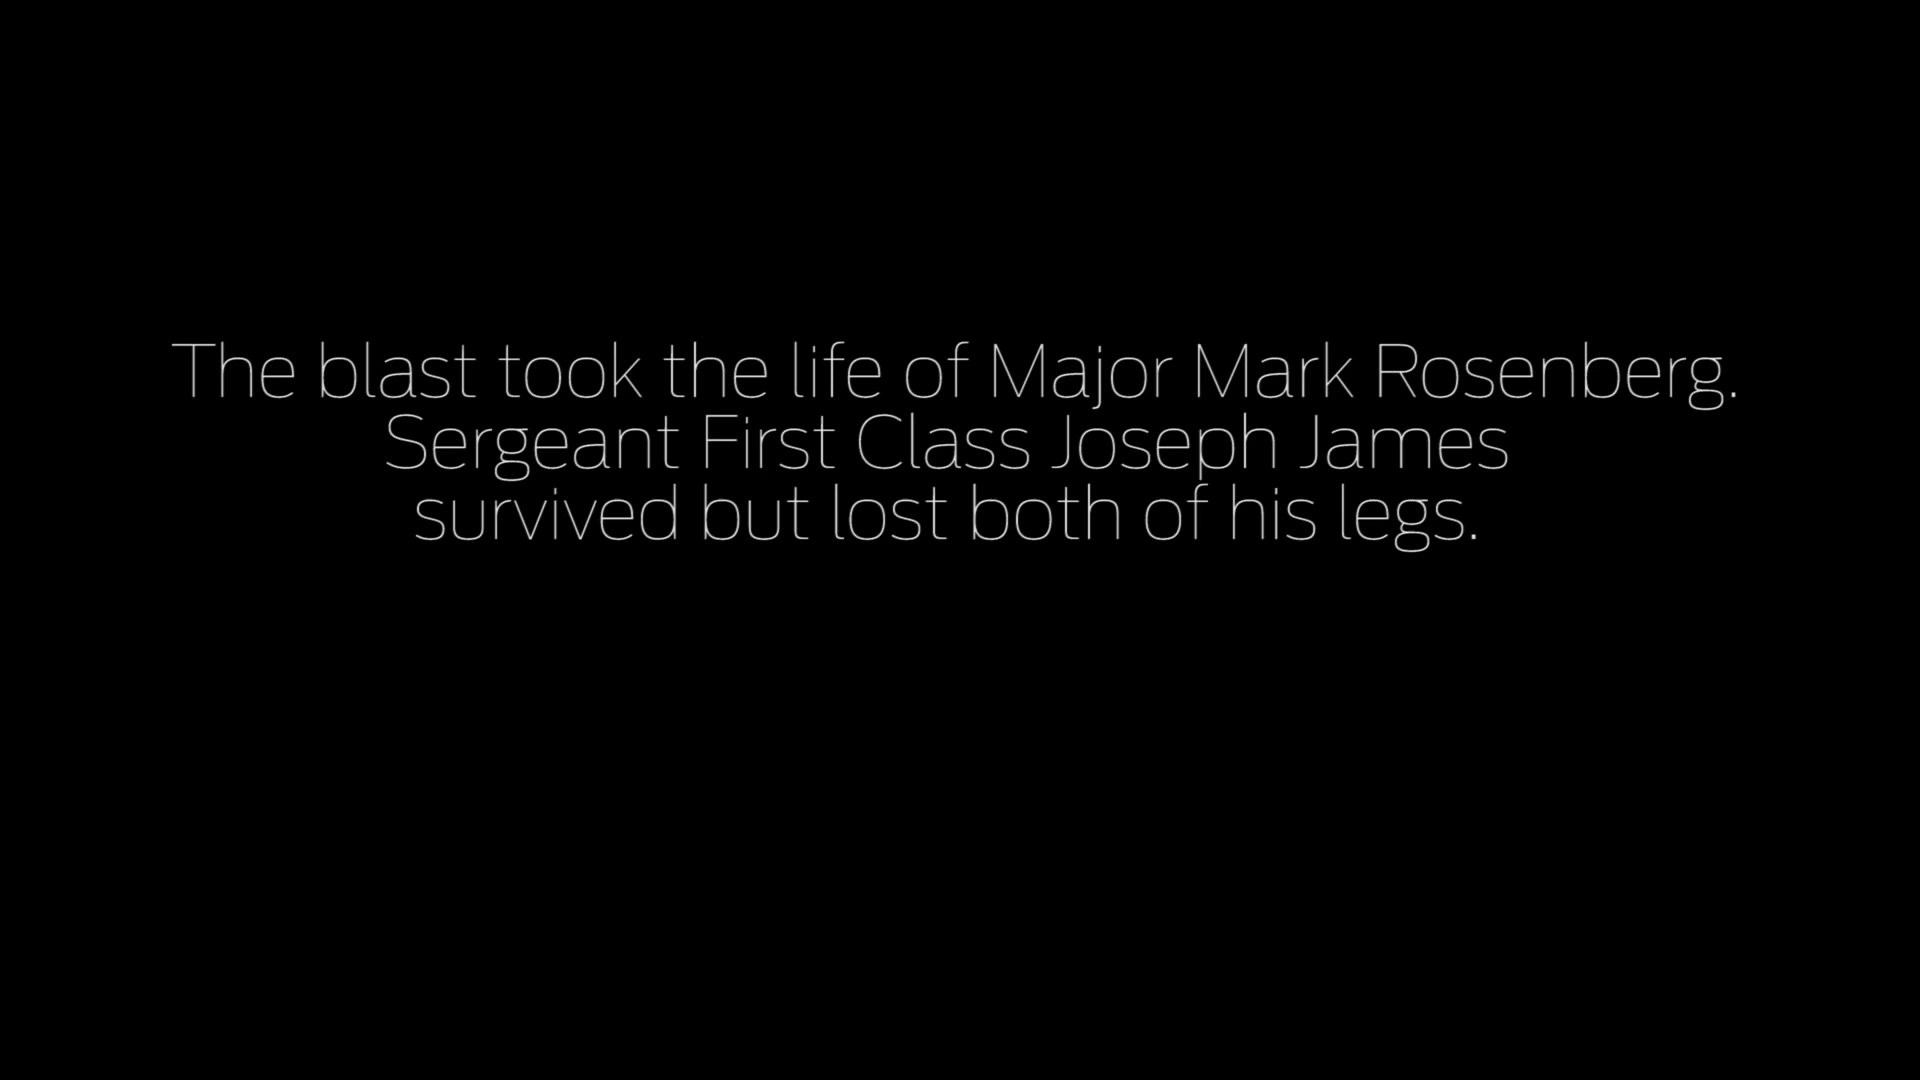 The blast took the life of Major Mark Rosenberg.
Sergeant First Class Joseph James
survived but lost both of his legs.